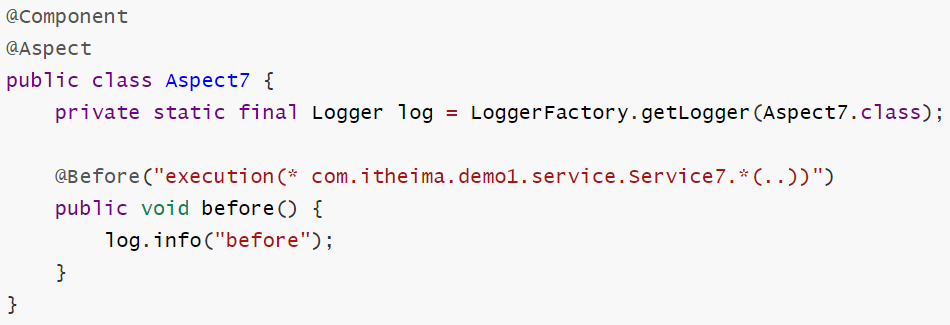 @Component
@Aspect
public class Aspect7 {
    private static final Logger log = LoggerFactory.getLogger(Aspect7.class);
    @Before("execution(* com.itheima.demo1.service.Service7.*(..))")
    public void before() {
        log.info("before");
    }
}